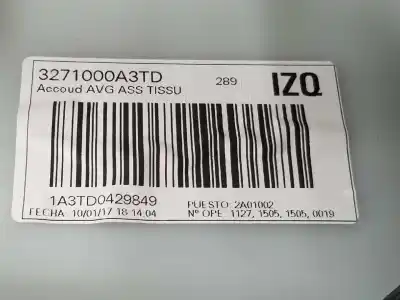 3271000A3TD 289 IZQ
Accoud AVG ASS TISSU
1A3TD0429849 PUESTO: 2A01002
FECHA: 10/01/17 18:14:04 Nº OPE: 1127, 1505, 1505, 0019